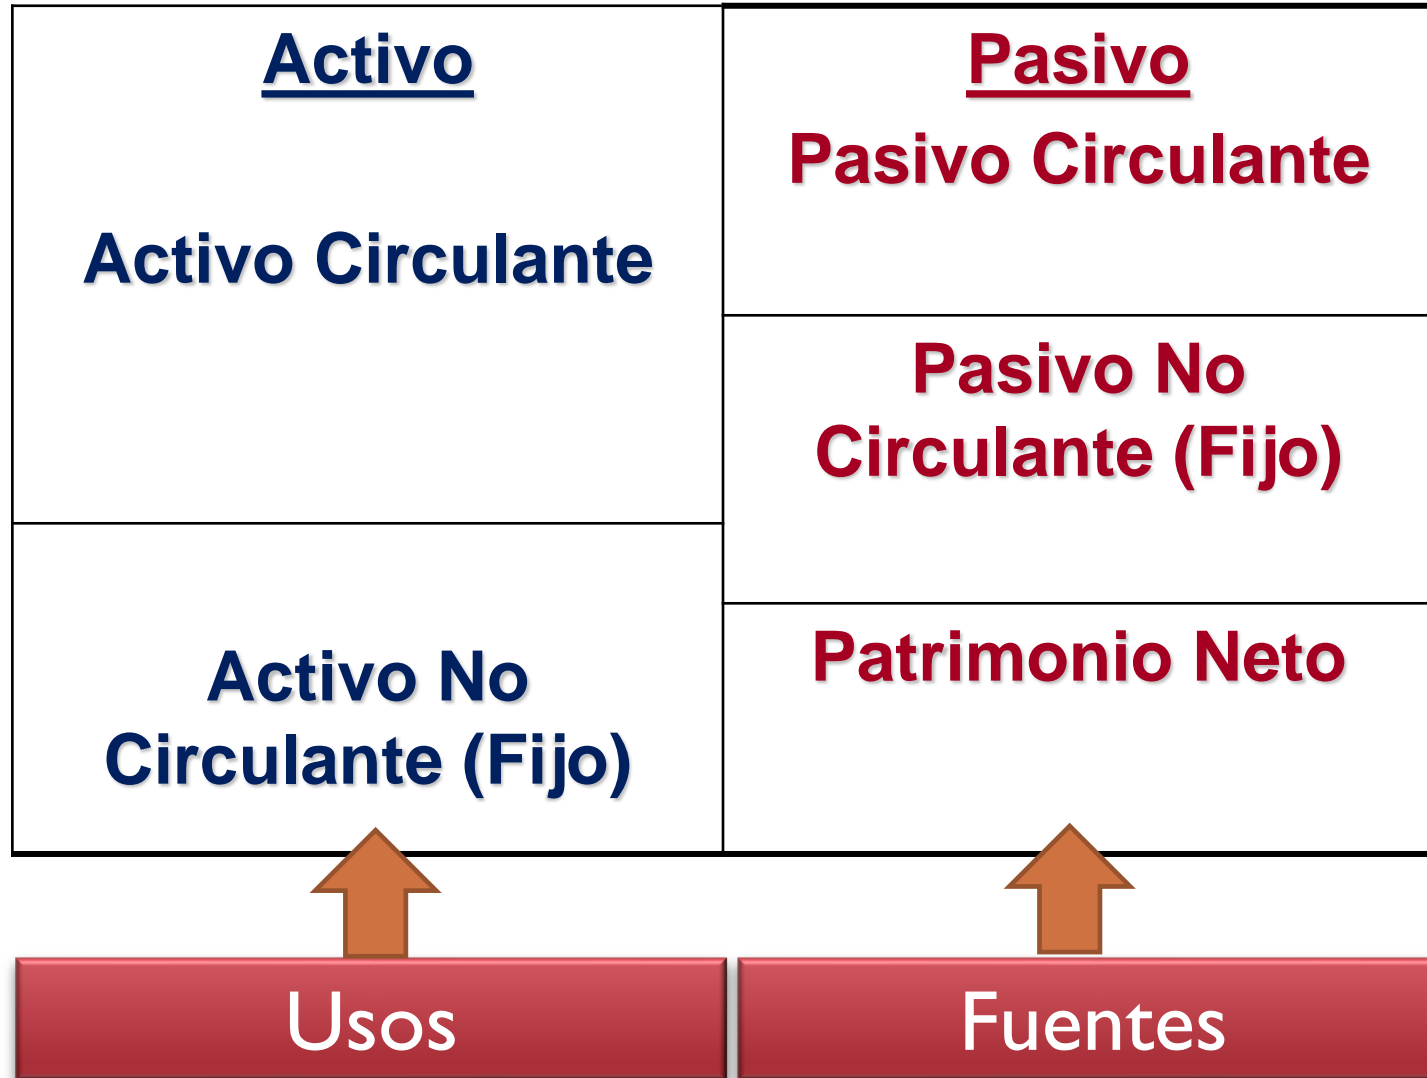 Activo
Activo Circulante
Activo No
Circulante (Fijo)
Pasivo
Pasivo Circulante
Pasivo No
Circulante (Fijo)
Patrimonio Neto
Usos
Fuentes